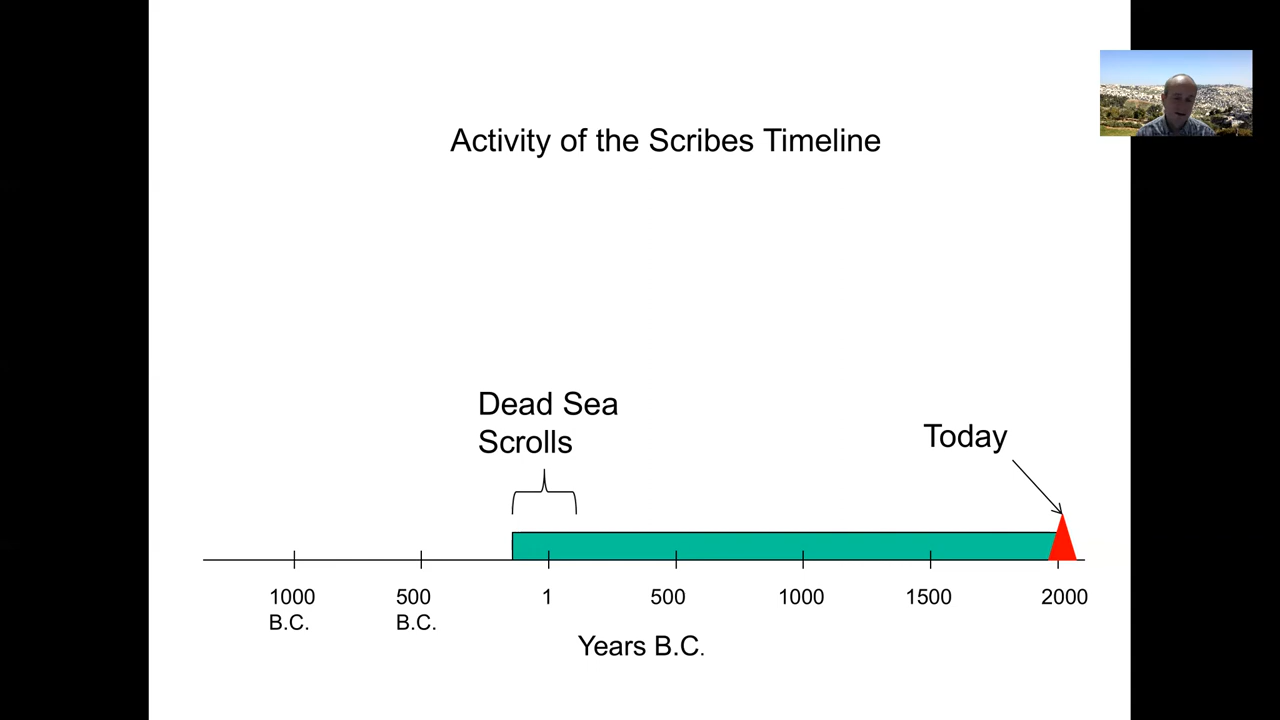 Activity of the Scribes Timeline
Dead Sea
Scrolls
Today
1000
B.C.
500
B.C.
1
500
1000
1500
2000
Years B.C.